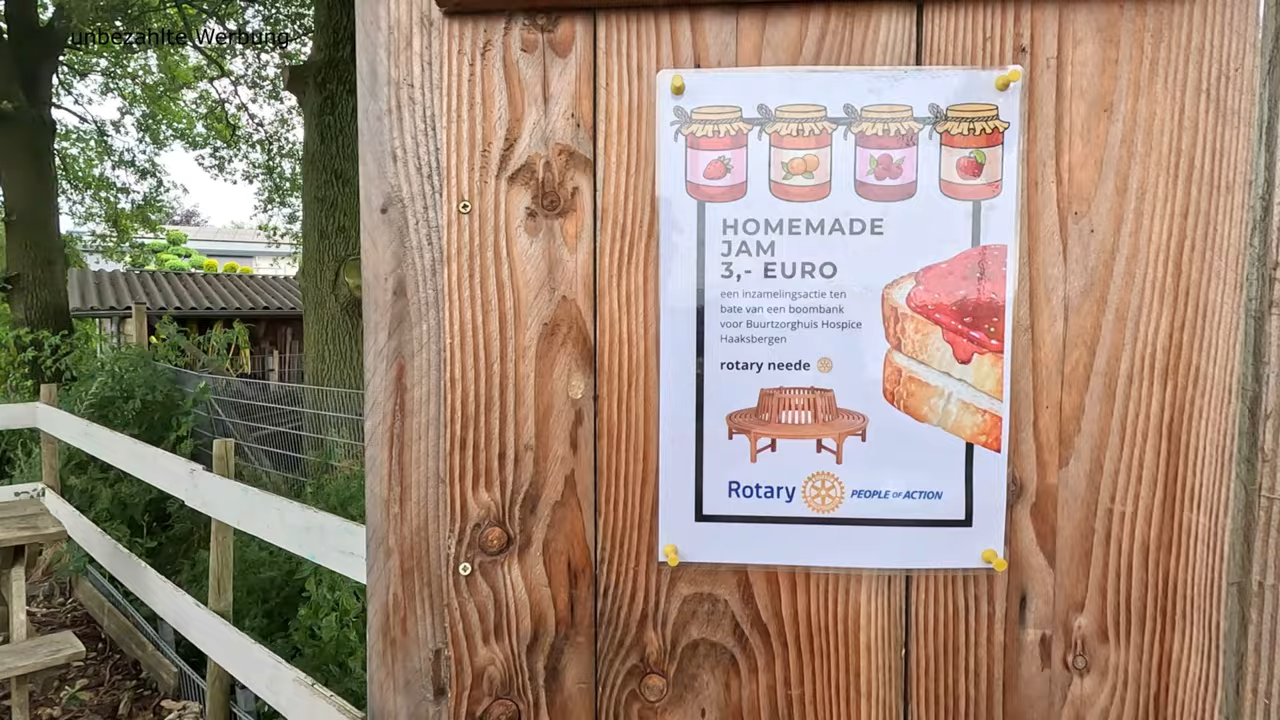 unbezahlte Werbung
HOMEMADE
JAM
3,- EURO
een inzamelingsactie ten
bate van een boombank
voor Buurtzorghuis Hospice
Haaksbergen
rotary neede
Rotary PEOPLE OF ACTION